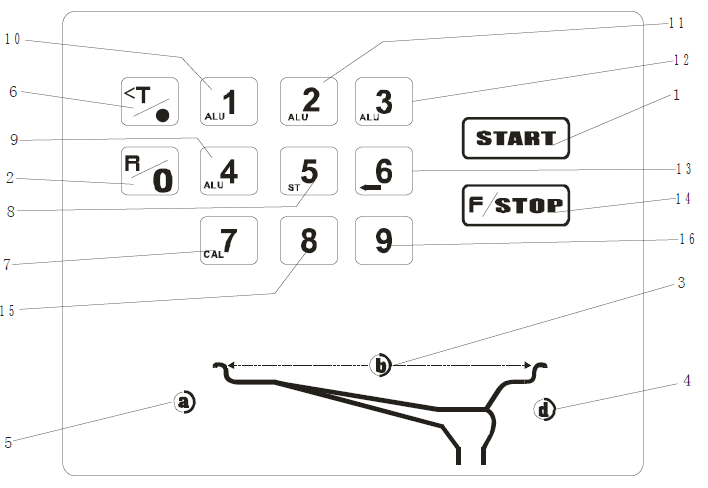 10
11
12
6
<T
1
ALU
2
ALU
3
ALU
1
START
9
2
R
0
4
ALU
5
ST
6
13
F/STOP
14
8
7
7
CAL
8
9
16
15
3
b
a
d
4
5